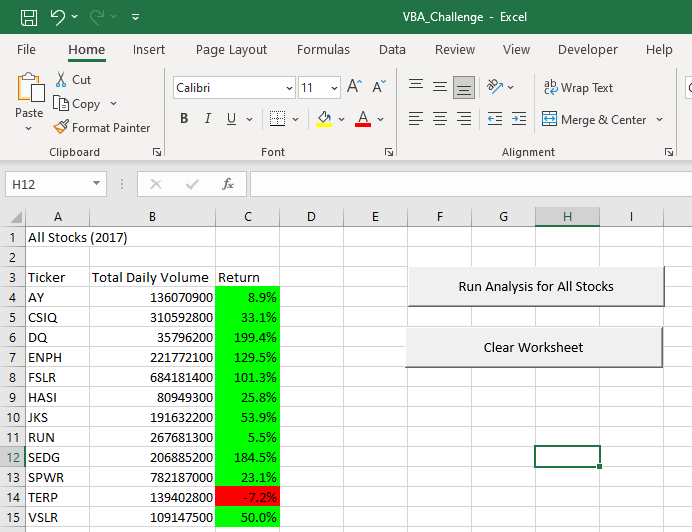 VBA_Challenge - Excel
File Home Insert Page Layout Formulas Data Review View Developer Help
Paste
Cut
Copy
Format Painter
Clipboard
Calibri 11 A A
B I U A
Font
ab Wrap Text
Merge & Center
Alignment
H12 fx
A B C D E F G H I
1 All Stocks (2017)
2
3 Ticker Total Daily Volume Return
4 AY 136070900 8.9%
5 CSIQ 310592800 33.1%
6 DQ 35796200 199.4%
7 ENPH 221772100 129.5%
8 FSLR 684181400 101.3%
9 HASI 80949300 25.8%
10 JKS 191632200 53.9%
11 RUN 267681300 5.5%
12 SEDG 206885200 184.5%
13 SPWR 782187000 23.1%
14 TERP 139402800 -7.2%
15 VSLR 109147500 50.0%
Run Analysis for All Stocks
Clear Worksheet